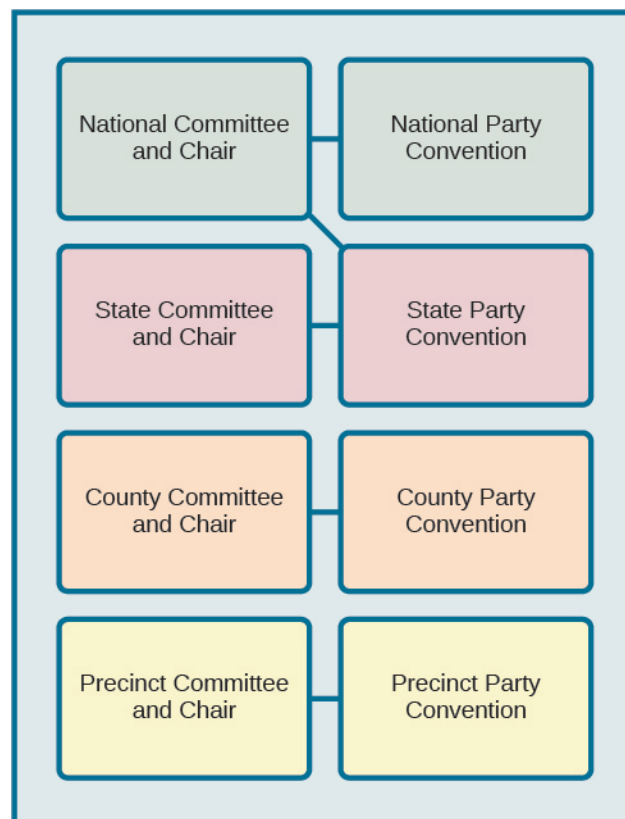 National Committee
and Chair
National Party
Convention
State Committee
and Chair
State Party
Convention
County Committee
and Chair
County Party
Convention
Precinct Committee
and Chair
Precinct Party
Convention